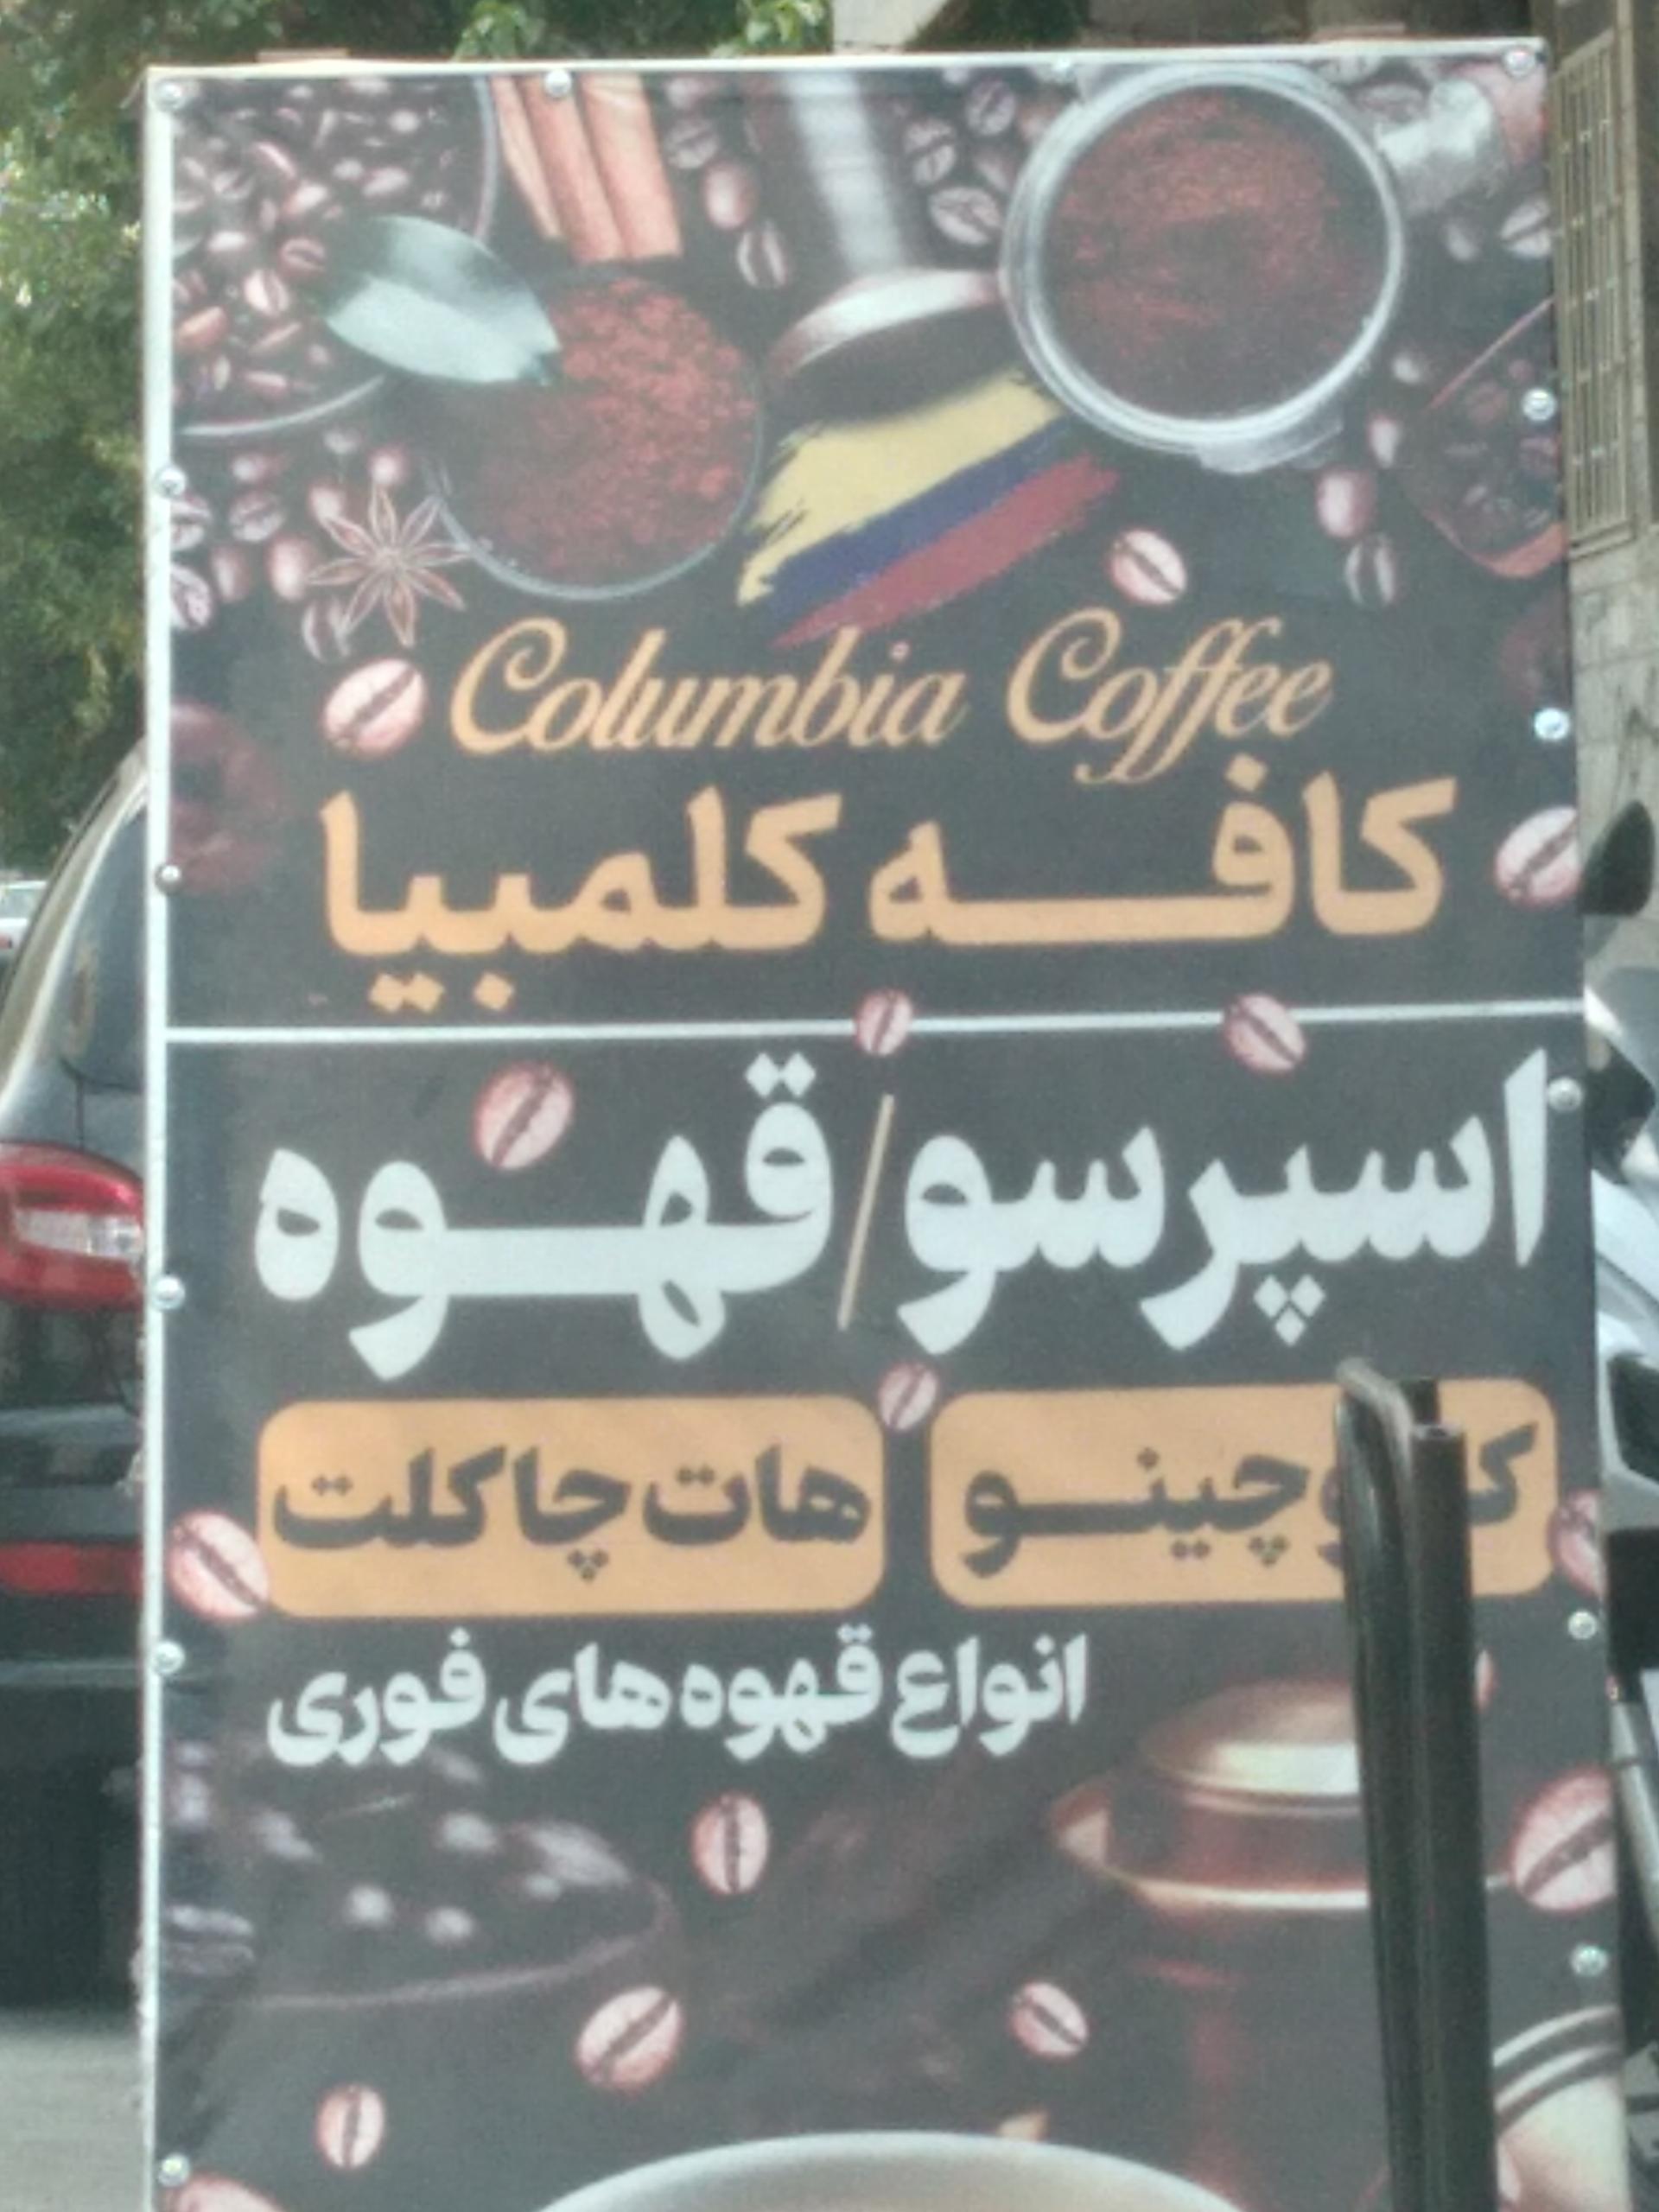 Columbia Coffee
کافه کلمبیا
اسپرسو/قهوه
هات چاکلت
انواع قهوه های فوری